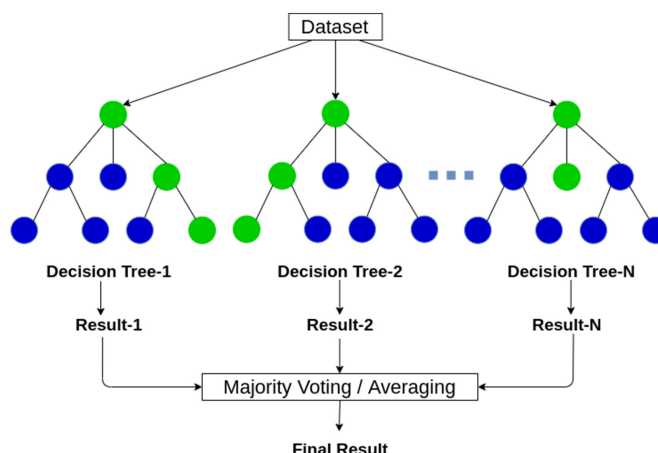 Dataset
Decision Tree-1
Decision Tree-2
Decision Tree-N
Result-1
Result-2
Result-N
Majority Voting / Averaging
Final Result